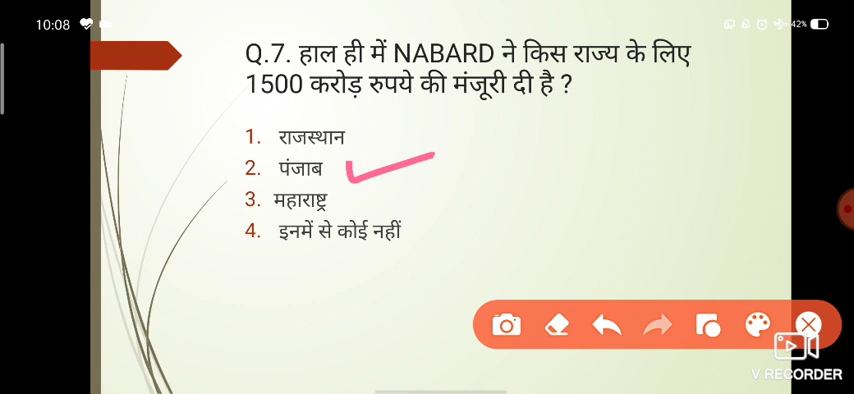 10:08
42%
Q.7. हाल ही में NABARD ने किस राज्य के लिए
1500 करोड़ रुपये की मंजूरी दी है ?
1. राजस्थान
2. पंजाब
3. महाराष्ट्र
4. इनमें से कोई नहीं
V RECORDER